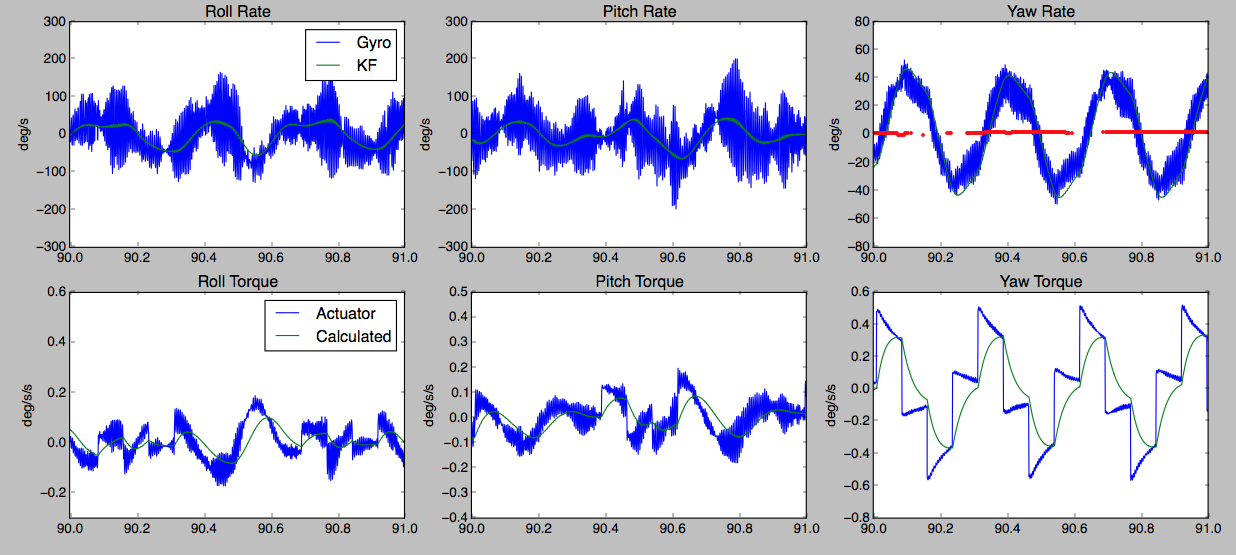 Roll Rate
300
200
100
0
−100
−200
−300
deg/s
Gyro
KF
90.0 90.2 90.4 90.6 90.8 91.0
Pitch Rate
300
200
100
0
−100
−200
−300
deg/s
90.0 90.2 90.4 90.6 90.8 91.0
Yaw Rate
80
60
40
20
0
−20
−40
−60
−80
deg/s
90.0 90.2 90.4 90.6 90.8 91.0
Roll Torque
0.6
0.4
0.2
0.0
−0.2
deg/s/s
Actuator
Calculated
90.0 90.2 90.4 90.6 90.8 91.0
Pitch Torque
0.5
0.4
0.3
0.2
0.1
0.0
−0.1
−0.2
−0.3
−0.4
deg/s/s
90.0 90.2 90.4 90.6 90.8 91.0
Yaw Torque
0.6
0.4
0.2
0.0
−0.2
−0.4
−0.6
−0.8
deg/s/s
90.0 90.2 90.4 90.6 90.8 91.0